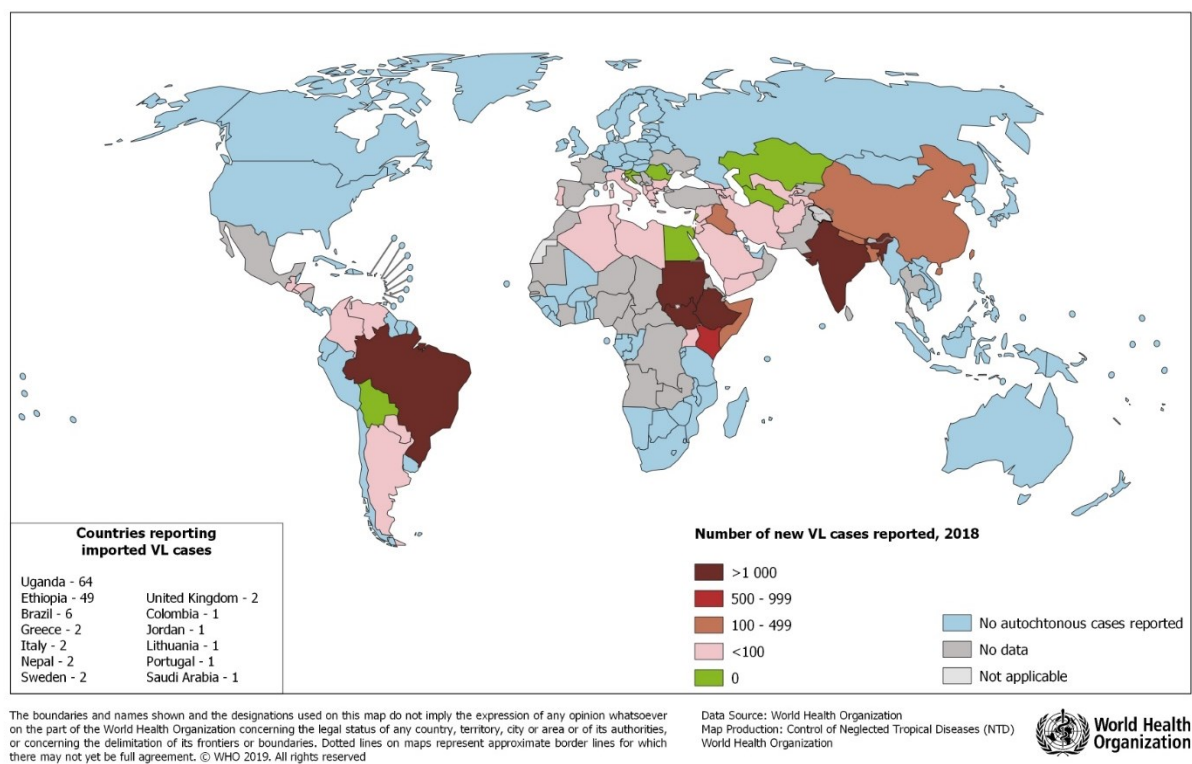 Countries reporting
imported VL cases
Uganda - 64
Ethiopia - 49
Brazil - 6
Greece - 2
Italy - 2
Nepal - 2
Sweden - 2
United Kingdom - 2
Colombia - 1
Jordan - 1
Lithuania - 1
Portugal - 1
Saudi Arabia - 1
Number of new VL cases reported, 2018
>1 000
500 - 999
100 - 499
<100
0
No autochtonous cases reported
No data
Not applicable
The boundaries and names shown and the designations used on this map do not imply the expression of any opinion whatsoever
on the part of the World Health Organization concerning the legal status of any country, territory, city or area or of its authorities,
or concerning the delimitation of its frontiers or boundaries. Dotted lines on maps represent approximate border lines for which
there may not yet be full agreement. © WHO 2019. All rights reserved
Data Source: World Health Organization
Map Production: Control of Neglected Tropical Diseases (NTD)
World Health Organization
World Health
Organization